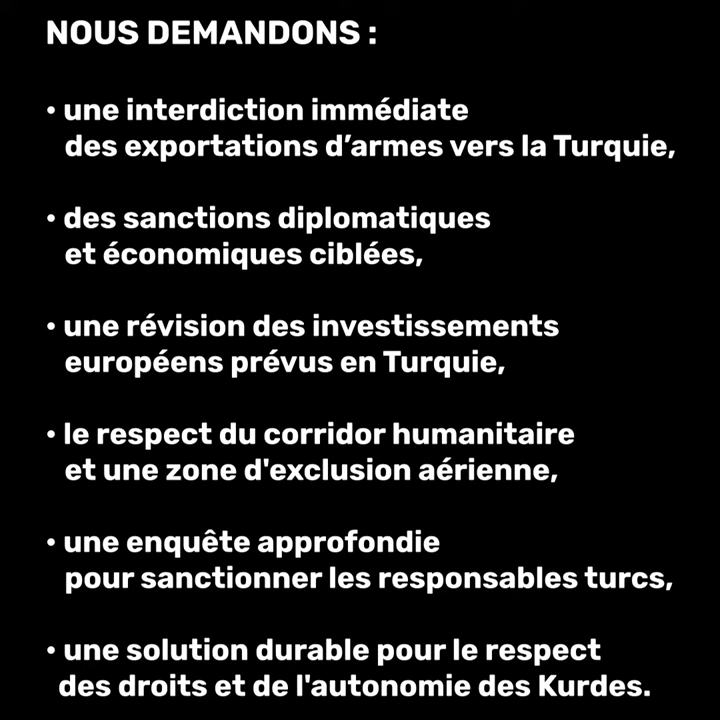 NOUS DEMANDONS :
• une interdiction immédiate
des exportations d’armes vers la Turquie,
• des sanctions diplomatiques
et économiques ciblées,
• une révision des investissements
européens prévus en Turquie,
• le respect du corridor humanitaire
et une zone d'exclusion aérienne,
• une enquête approfondie
pour sanctionner les responsables turcs,
• une solution durable pour le respect
des droits et de l'autonomie des Kurdes.